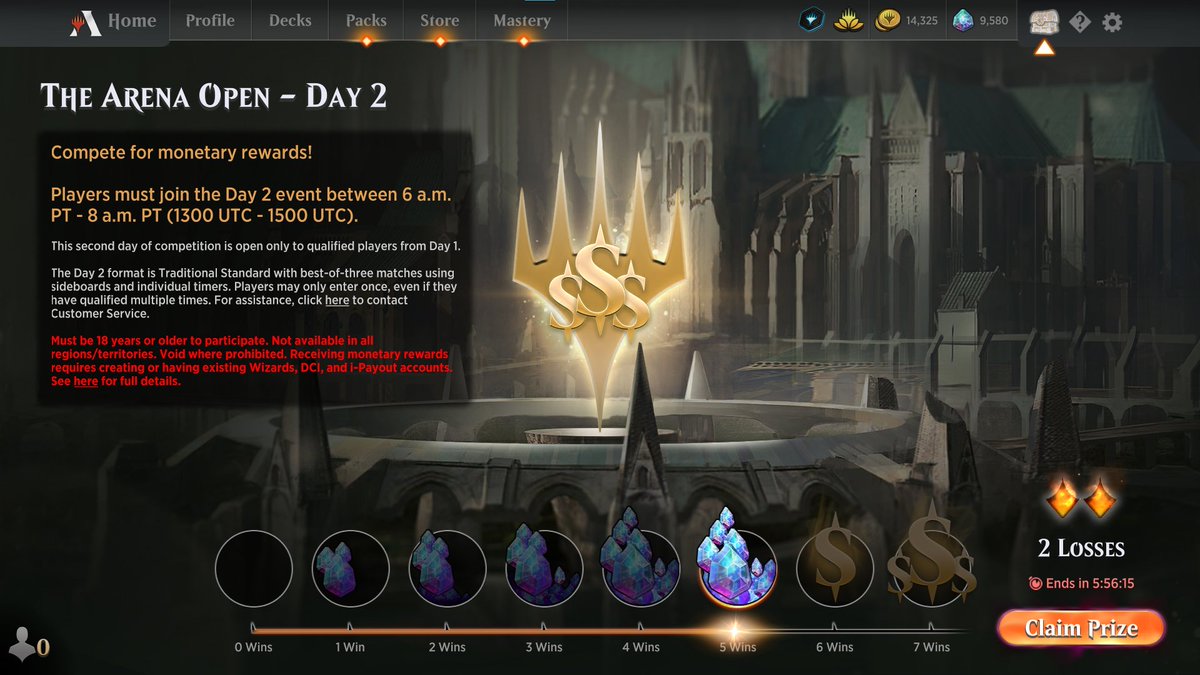 Home Profile Decks Packs Store Mastery 14,325 9,580
The Arena Open – Day 2
Compete for monetary rewards!
Players must join the Day 2 event between 6 a.m.
PT - 8 a.m. PT (1300 UTC - 1500 UTC).
This second day of competition is open only to qualified players from Day 1.
The Day 2 format is Traditional Standard with best-of-three matches using
sideboards and individual timers. Players may only enter once, even if they
have qualified multiple times. For assistance, click here to contact
Customer Service.
Must be 18 years or older to participate. Not available in all
regions/territories. Void where prohibited. Receiving monetary rewards
requires creating or having existing Wizards, DCI, and i-Payout accounts.
See here for full details.
SSS
S
SSS
2 Losses
Ends in 5:56:15
Claim Prize
0 Wins 1 Win 2 Wins 3 Wins 4 Wins 5 Wins 6 Wins 7 Wins
0